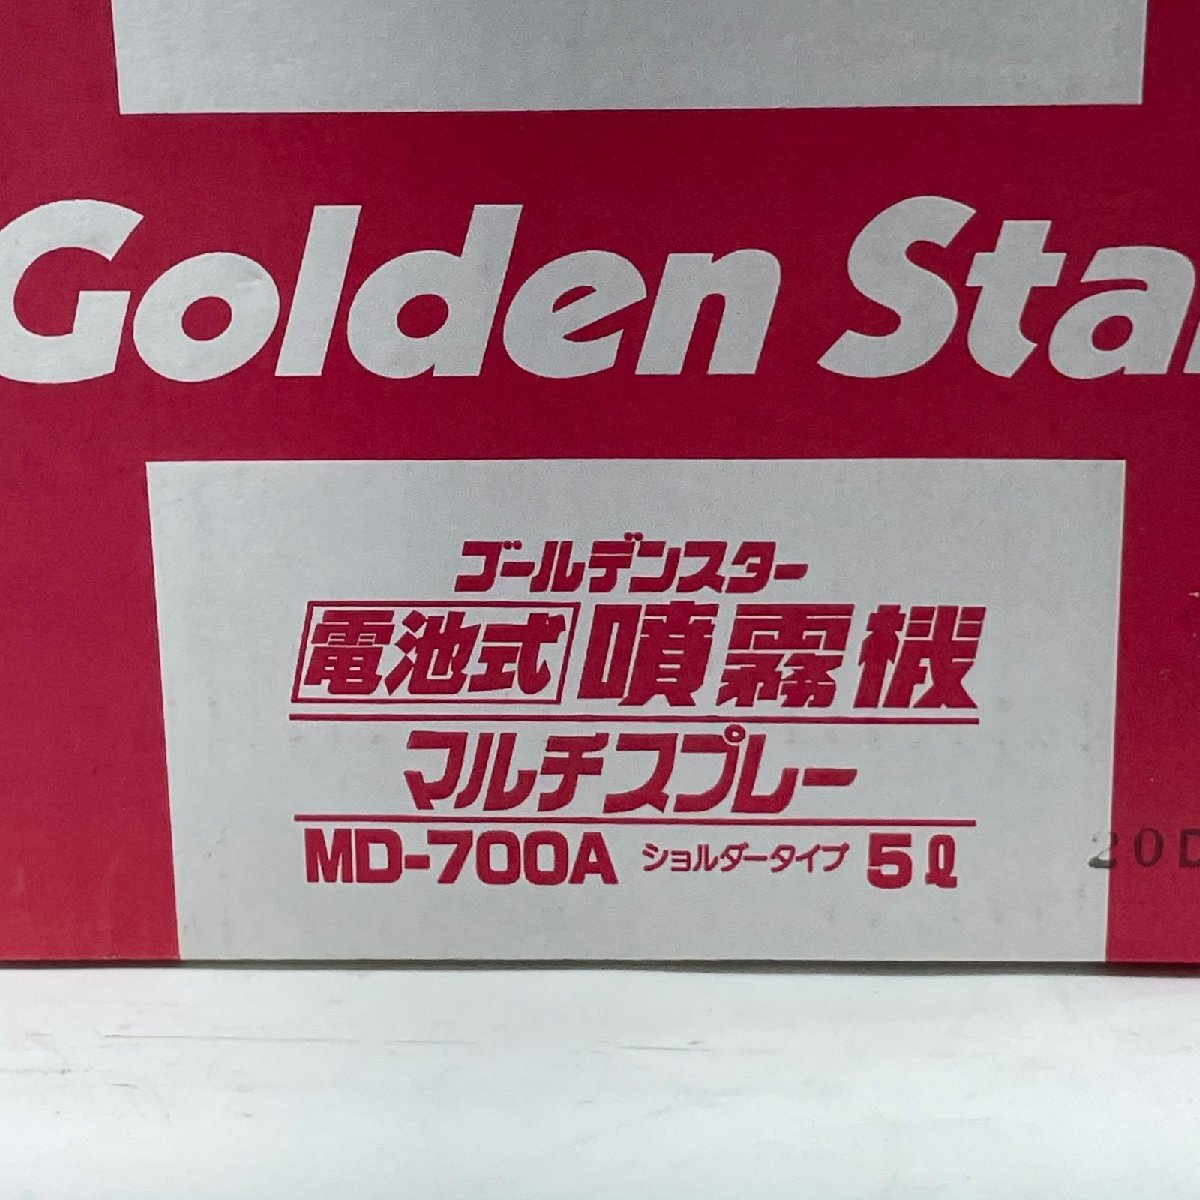 Golden Star
ゴールデンスター
電池式 噴霧機
マルチスプレー
MD-700A ショルダータイプ 5ℓ
20D